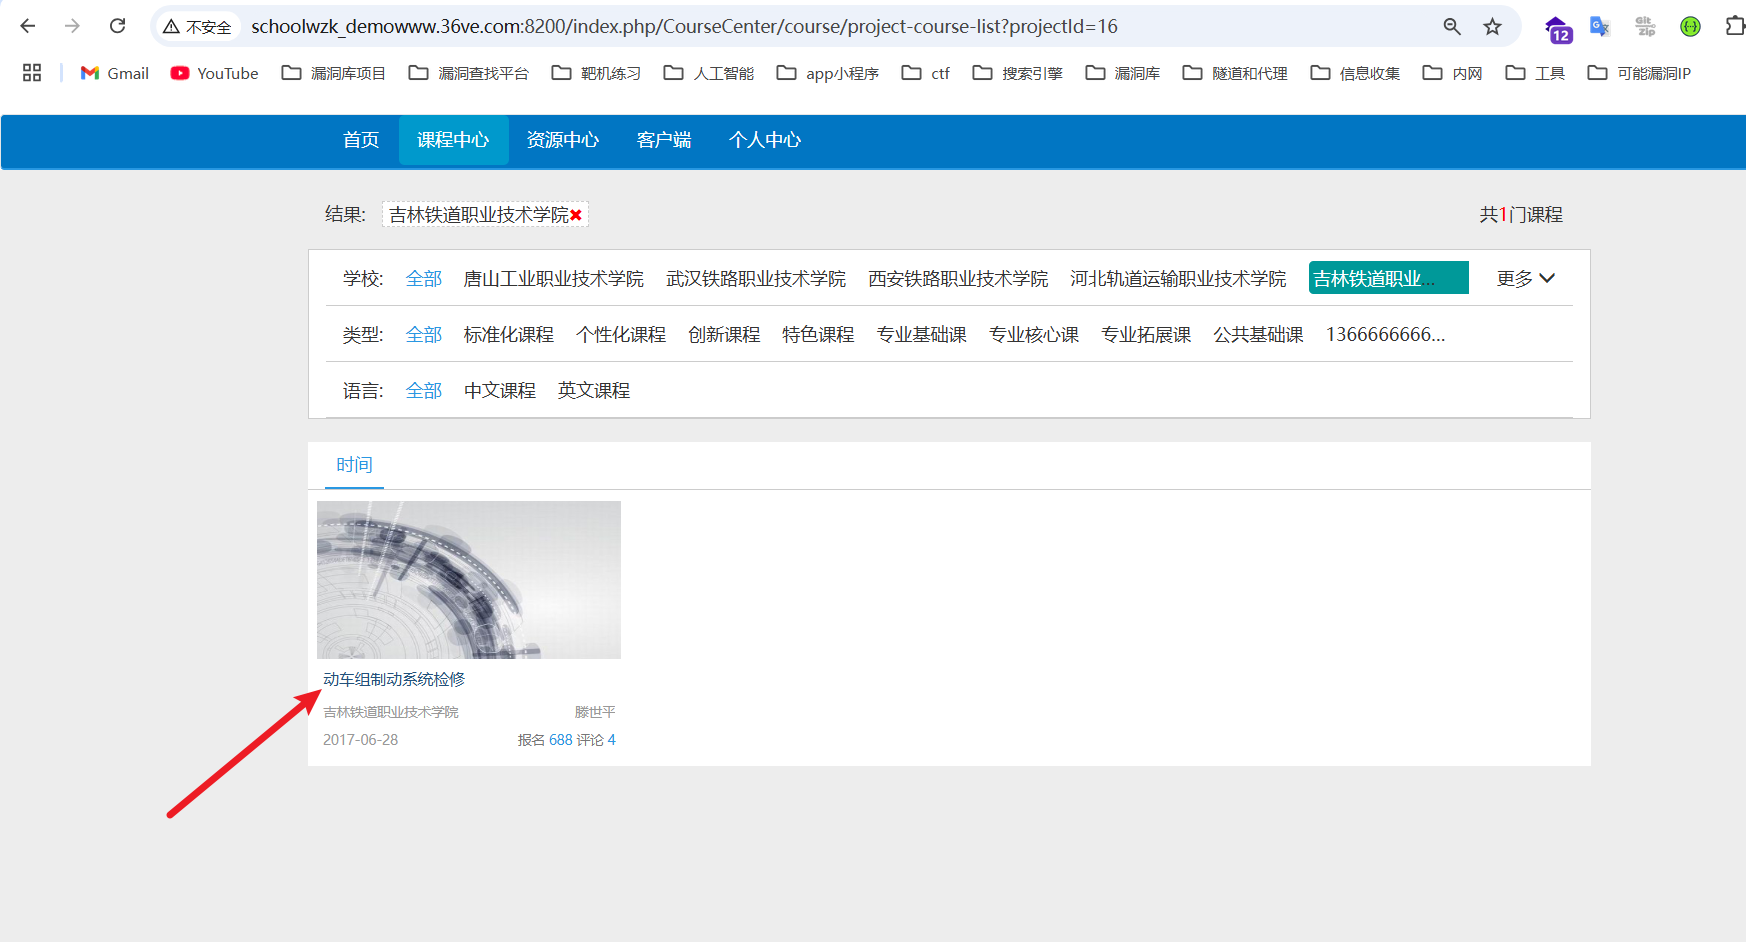 不安全 schoolwzk_demowww.36ve.com:8200/index.php/CourseCenter/course/project-course-list?projectId=16
12
Gmail YouTube 漏洞库项目 漏洞查找平台 靶机练习 人工智能 app小程序 ctf 搜索引擎 漏洞库 隧道和代理 信息收集 内网 工具 可能漏洞IP
首页 课程中心 资源中心 客户端 个人中心
结果: 吉林铁道职业技术学院 共1门课程
学校: 全部 唐山工业职业技术学院 武汉铁路职业技术学院 西安铁路职业技术学院 河北轨道运输职业技术学院 吉林铁道职业... 更多
类型: 全部 标准化课程 个性化课程 创新课程 特色课程 专业基础课 专业核心课 专业拓展课 公共基础课 1366666666...
语言: 全部 中文课程 英文课程
时间
动车组制动系统检修
吉林铁道职业技术学院 滕世平
2017-06-28 报名 688 评论 4